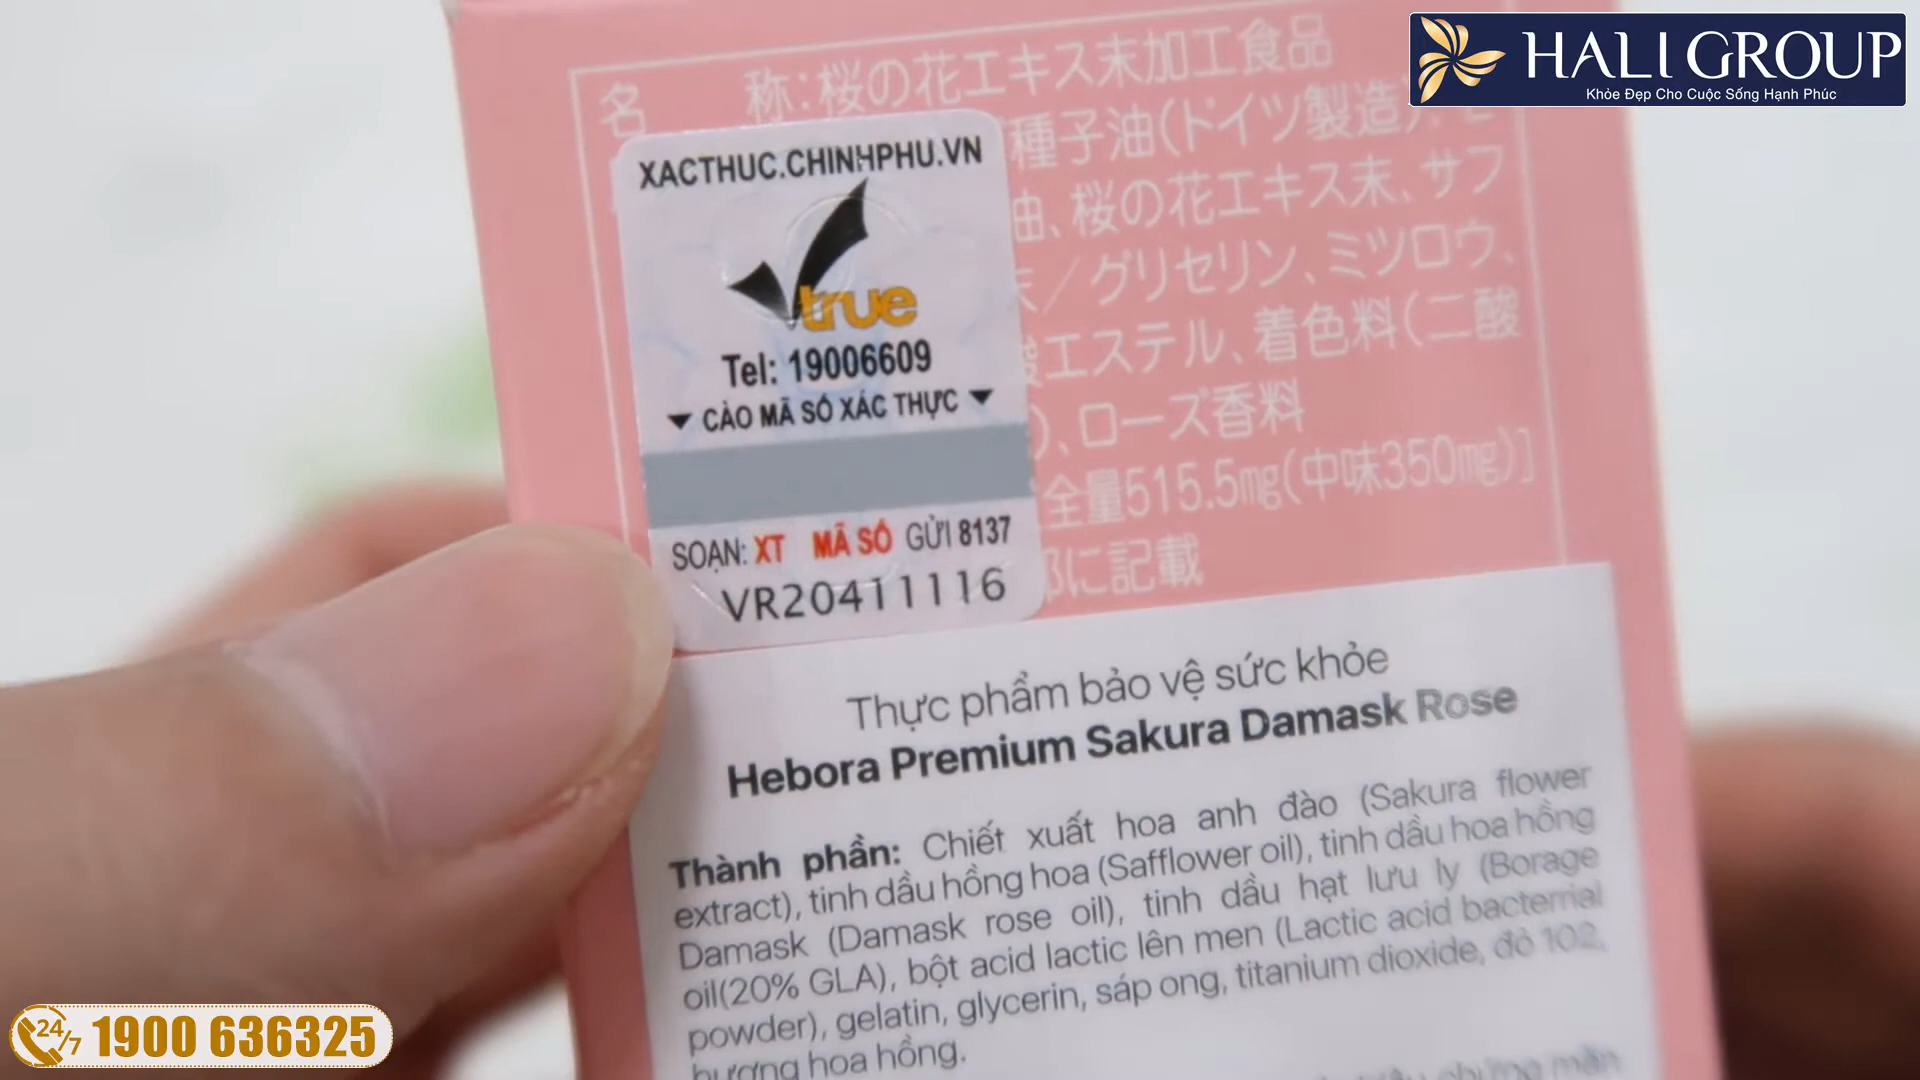 HALI GROUP
Khỏe Đẹp Cho Cuộc Sống Hạnh Phúc
名 称:桜の花エキス末加工食品
種子油(ドイツ製造)
油、桜の花エキス末、サフ
末/グリセリン、ミツロウ、
酸エステル、着色料(二酸
)、ローズ香料
全量515.5mg(中味350mg)]
部に記載
XACTHUC.CHINHPHU.VN
true
Tel: 19006609
▼ CÀO MÃ SỐ XÁC THỰC ▼
SOẠN: XT MÃ SỐ GỬI 8137
VR20411116
Thực phẩm bảo vệ sức khỏe
Hebora Premium Sakura Damask Rose
Thành phần: Chiết xuất hoa anh đào (Sakura flower
extract), tinh dầu hồng hoa (Safflower oil), tinh dầu hoa hồng
Damask (Damask rose oil), tinh dầu hạt lưu ly (Borage
oil(20% GLA), bột acid lactic lên men (Lactic acid bacterrial
powder), gelatin, glycerin, sáp ong, titanium dioxide, đỏ 102,
hương hoa hồng.
24/7 1900 636325